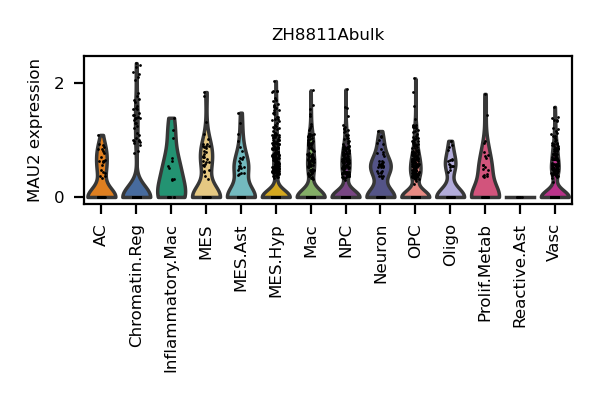 ZH8811Abulk
MAU2 expression
2
0
AC
Chromatin.Reg
Inflammatory.Mac
MES
MES.Ast
MES.Hyp
Mac
NPC
Neuron
OPC
Oligo
Prolif.Metab
Reactive.Ast
Vasc